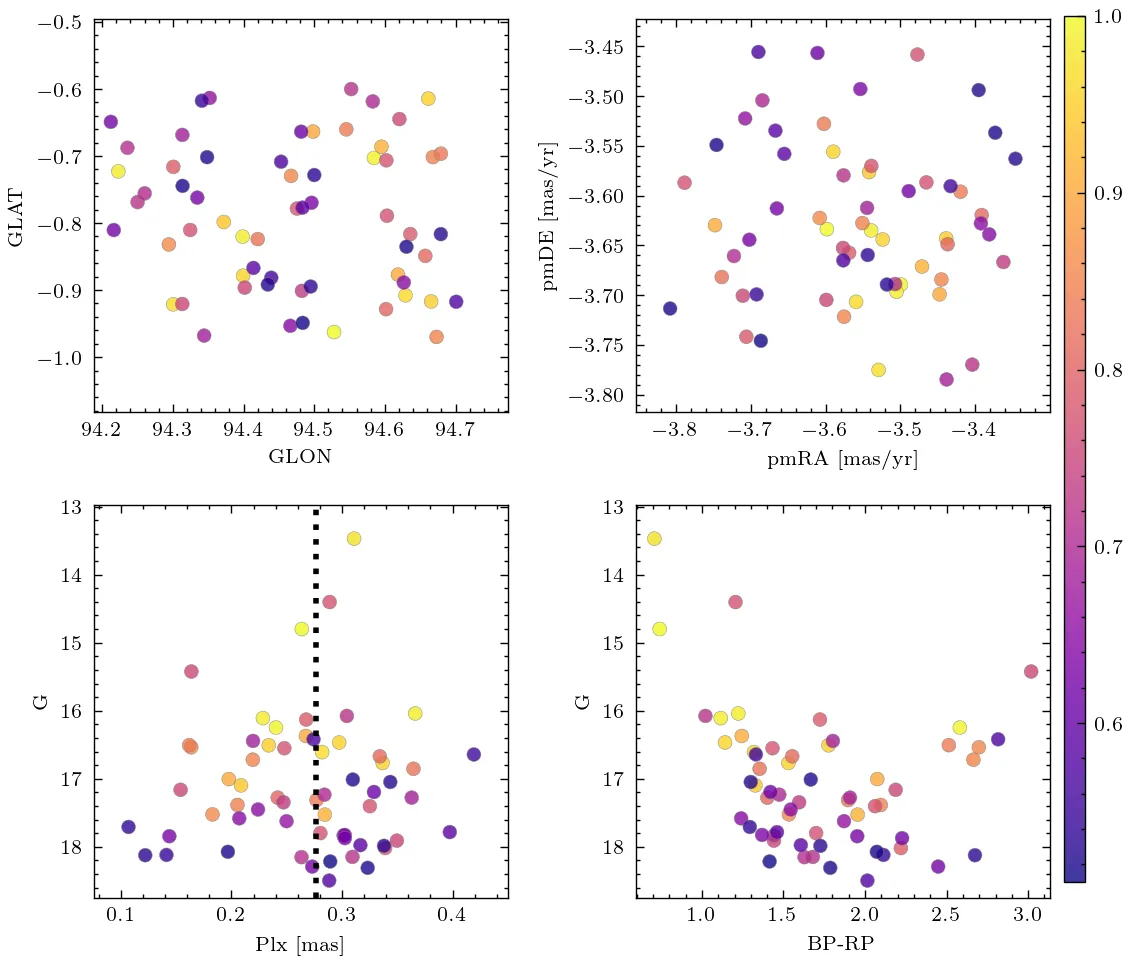 −0.5
−0.6
−0.7
−0.8
−0.9
−1.0
GLAT
94.2 94.3 94.4 94.5 94.6 94.7
GLON
−3.45
−3.50
−3.55
−3.60
−3.65
−3.70
−3.75
−3.80
pmDE [mas/yr]
−3.8 −3.7 −3.6 −3.5 −3.4
pmRA [mas/yr]
1.0
0.9
0.8
0.7
0.6
13
14
15
16
17
18
G
0.1 0.2 0.3 0.4
Plx [mas]
13
14
15
16
17
18
G
1.0 1.5 2.0 2.5 3.0
BP-RP